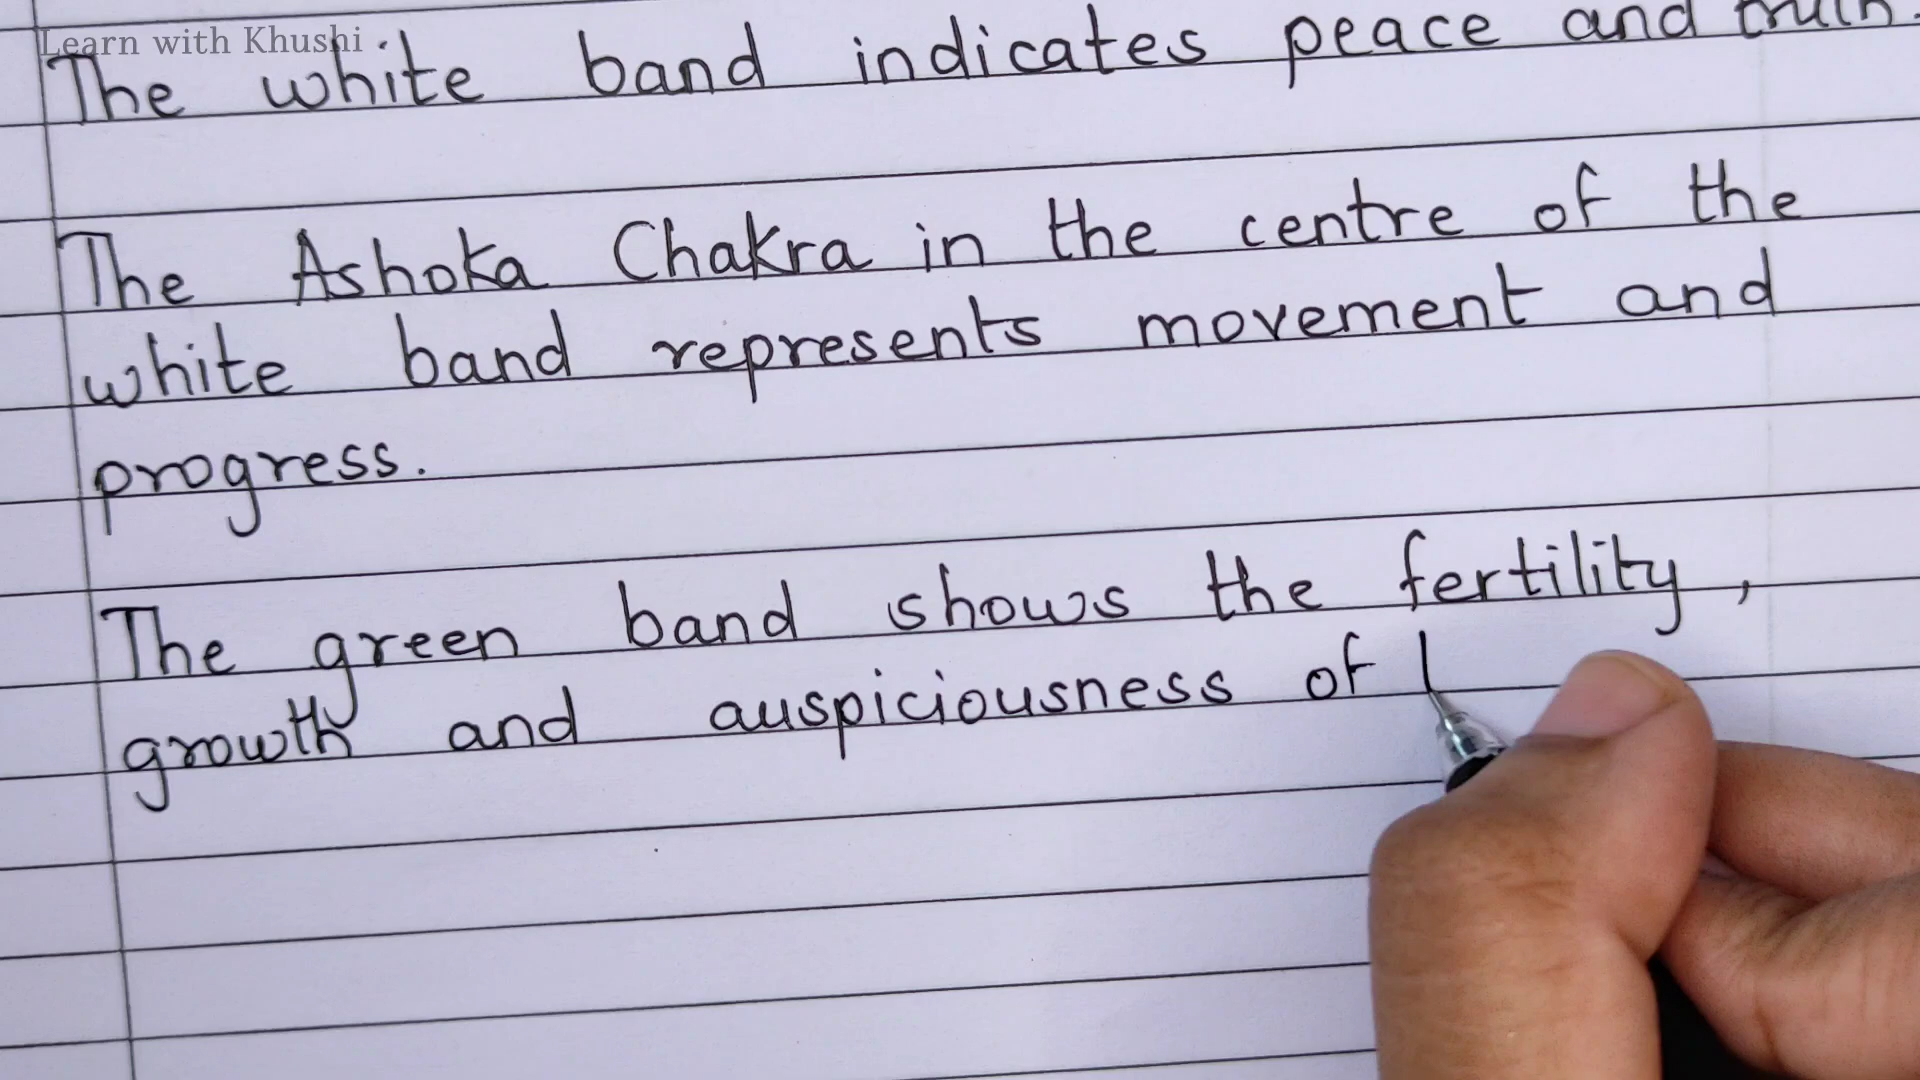 Learn with Khushi
The white band indicates peace and truth.
The Ashoka Chakra in the centre of the
white band represents movement and
progress.
The green band shows the fertility,
growth and auspiciousness of l